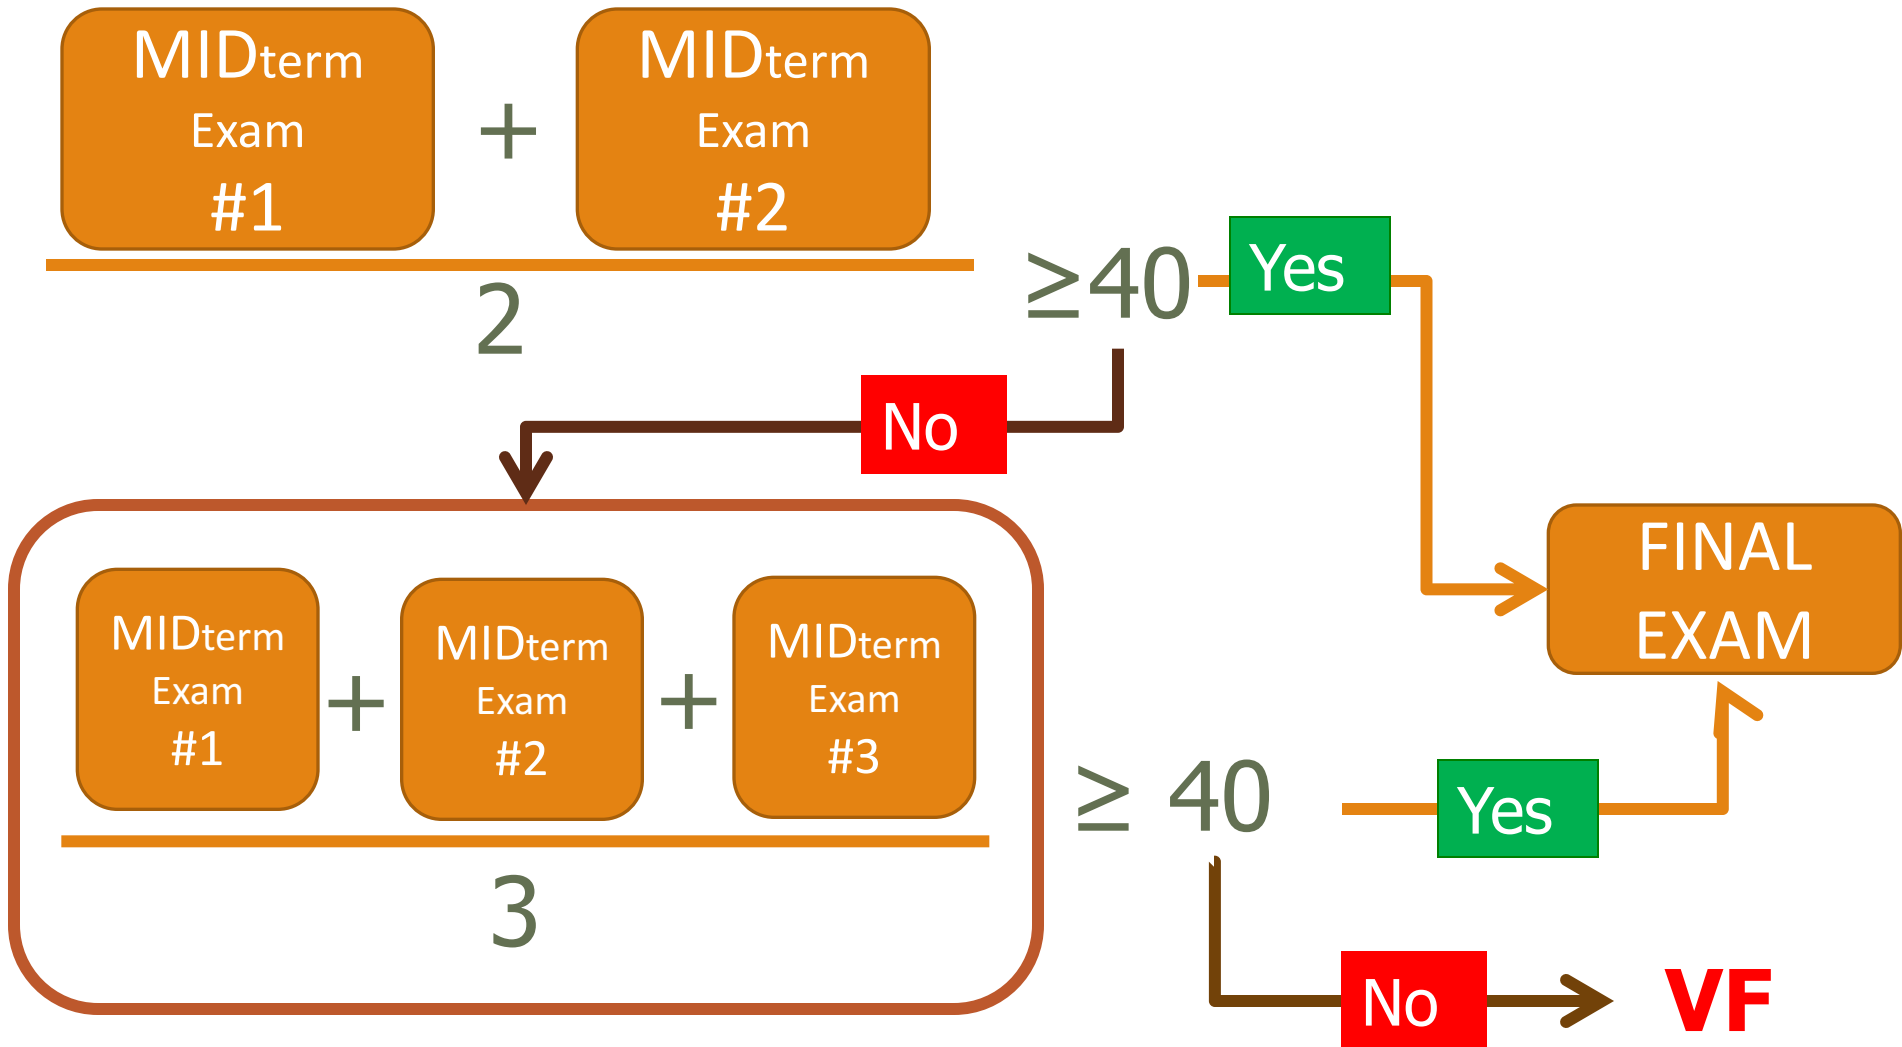 MIDterm
Exam
#1
+
MIDterm
Exam
#2
2
≥40
Yes
No
MIDterm
Exam
#1
+
MIDterm
Exam
#2
+
MIDterm
Exam
#3
3
≥ 40
Yes
No
FINAL
EXAM
VF